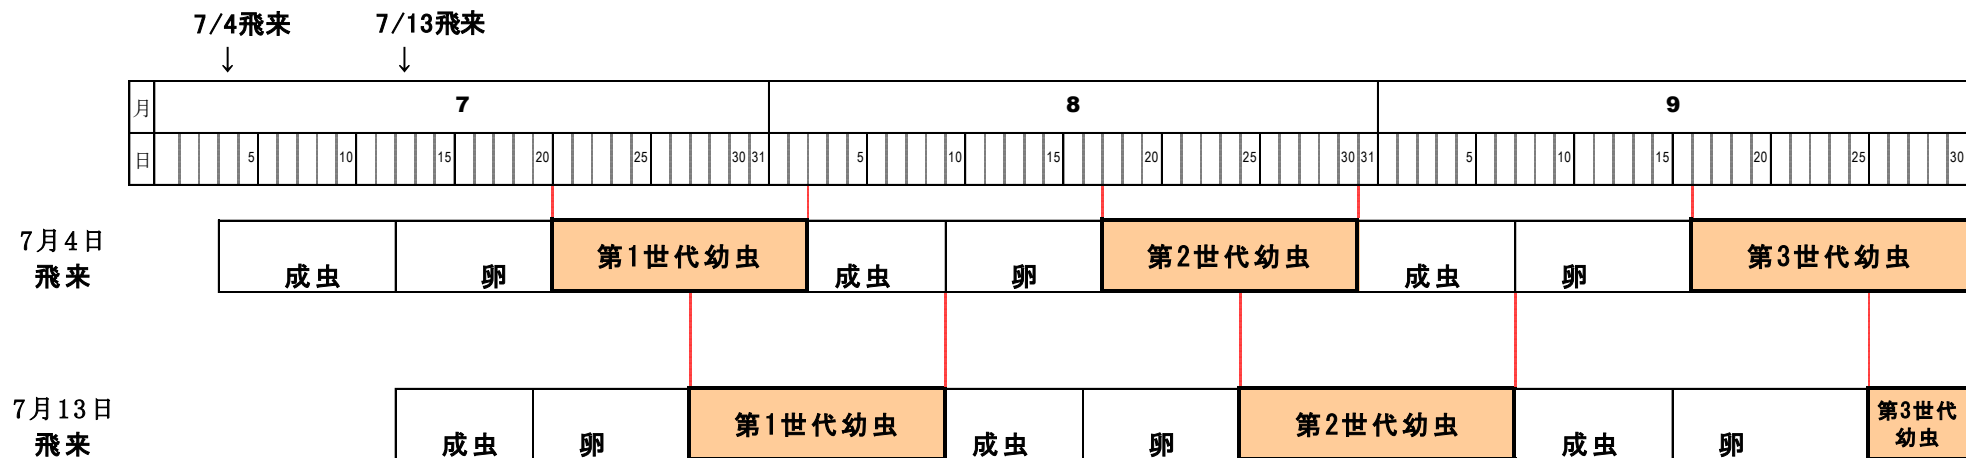 7/4飛来 7/13飛来
↓ ↓
月 7 8 9
日 5 10 15 20 25 30 31 5 10 15 20 25 30 31 5 10 15 20 25 30
7月4日
飛来
成虫 卵 第1世代幼虫 成虫 卵 第2世代幼虫 成虫 卵 第3世代幼虫
7月13日
飛来
成虫 卵 第1世代幼虫 成虫 卵 第2世代幼虫 成虫 卵 第3世代
幼虫